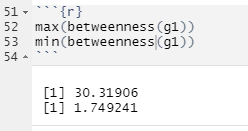 51 ```{r}
52 max(betweenness(g1))
53 min(betweenness(g1))
54 ```
[1] 30.31906
[1] 1.749241